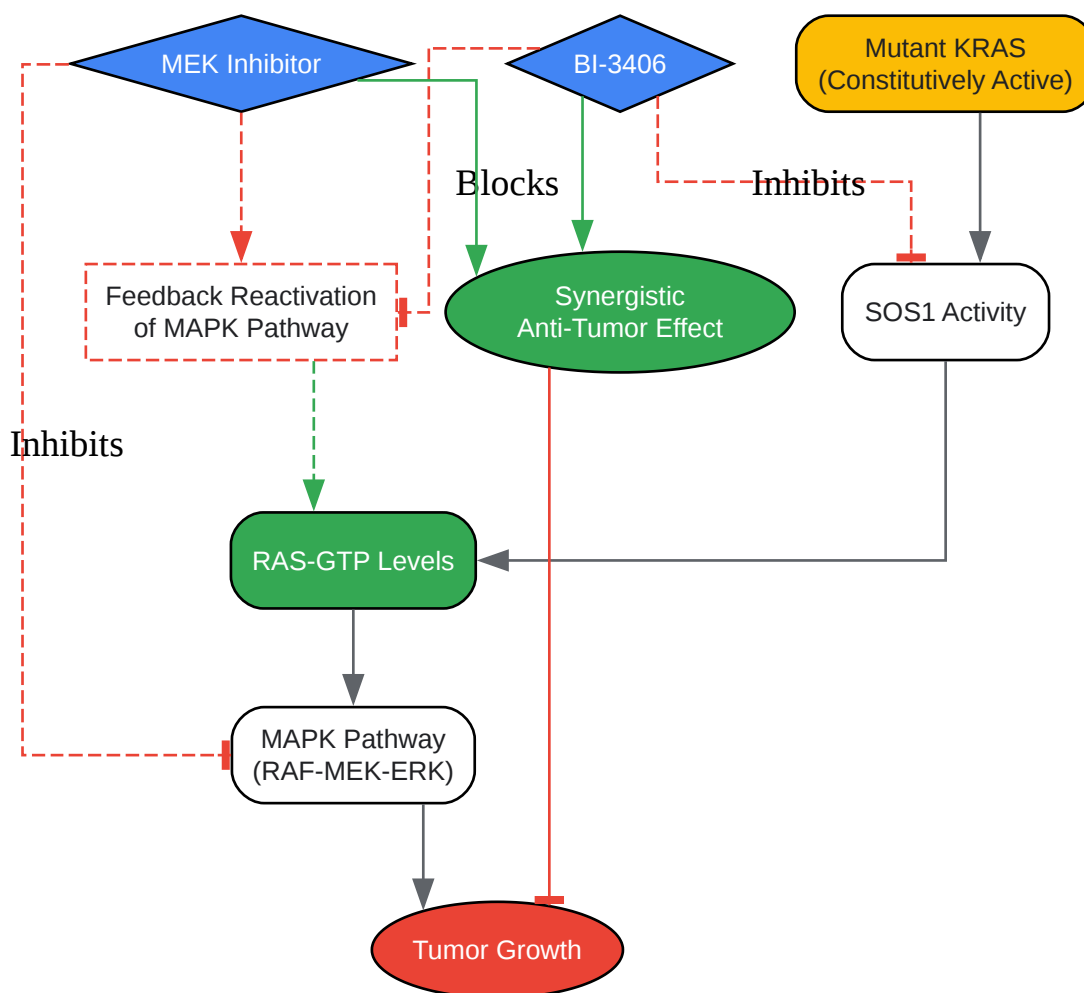 MEK Inhibitor
BI-3406
Mutant KRAS
(Constitutively Active)
Blocks
Inhibits
Feedback Reactivation
of MAPK Pathway
Synergistic
Anti-Tumor Effect
SOS1 Activity
Inhibits
RAS-GTP Levels
MAPK Pathway
(RAF-MEK-ERK)
Tumor Growth